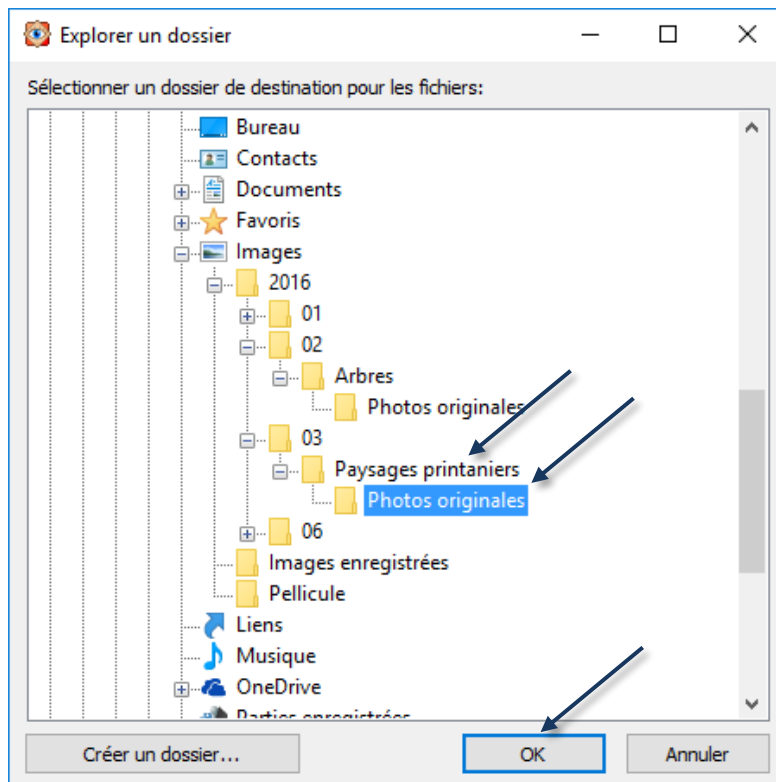 Explorer un dossier
Sélectionner un dossier de destination pour les fichiers:
Bureau
Contacts
Documents
Favoris
Images
2016
01
02
Arbres
Photos originales
03
Paysages printaniers
Photos originales
06
Images enregistrées
Pellicule
Liens
Musique
OneDrive
Parties enregistrées
Créer un dossier... OK Annuler